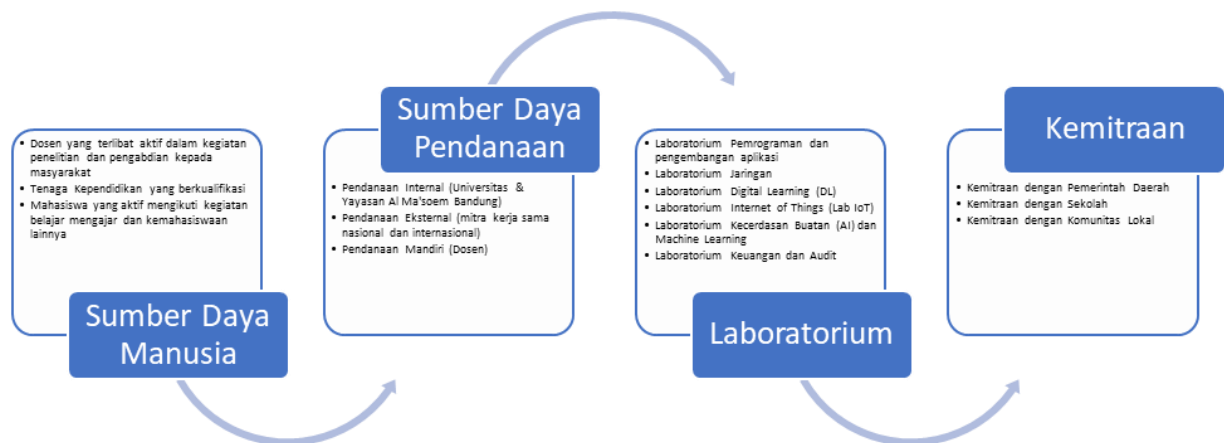 • Dosen yang terlibat aktif dalam kegiatan
penelitian dan pengabdian kepada
masyarakat
• Tenaga Kependidikan yang berkualifikasi
• Mahasiswa yang aktif mengikuti kegiatan
belajar mengajar dan kemahasiswaan
lainnya
Sumber Daya
Manusia
Sumber Daya
Pendanaan
• Pendanaan Internal (Universitas &
Yayasan Al Ma'soem Bandung)
• Pendanaan Eksternal (mitra kerja sama
nasional dan internasional)
• Pendanaan Mandiri (Dosen)
• Laboratorium Pemrograman dan
pengembangan aplikasi
• Laboratorium Jaringan
• Laboratorium Digital Learning (DL)
• Laboratorium Internet of Things (Lab IoT)
• Laboratorium Kecerdasan Buatan (AI) dan
Machine Learning
• Laboratorium Keuangan dan Audit
Laboratorium
Kemitraan
• Kemitraan dengan Pemerintah Daerah
• Kemitraan dengan Sekolah
• Kemitraan dengan Komunitas Lokal